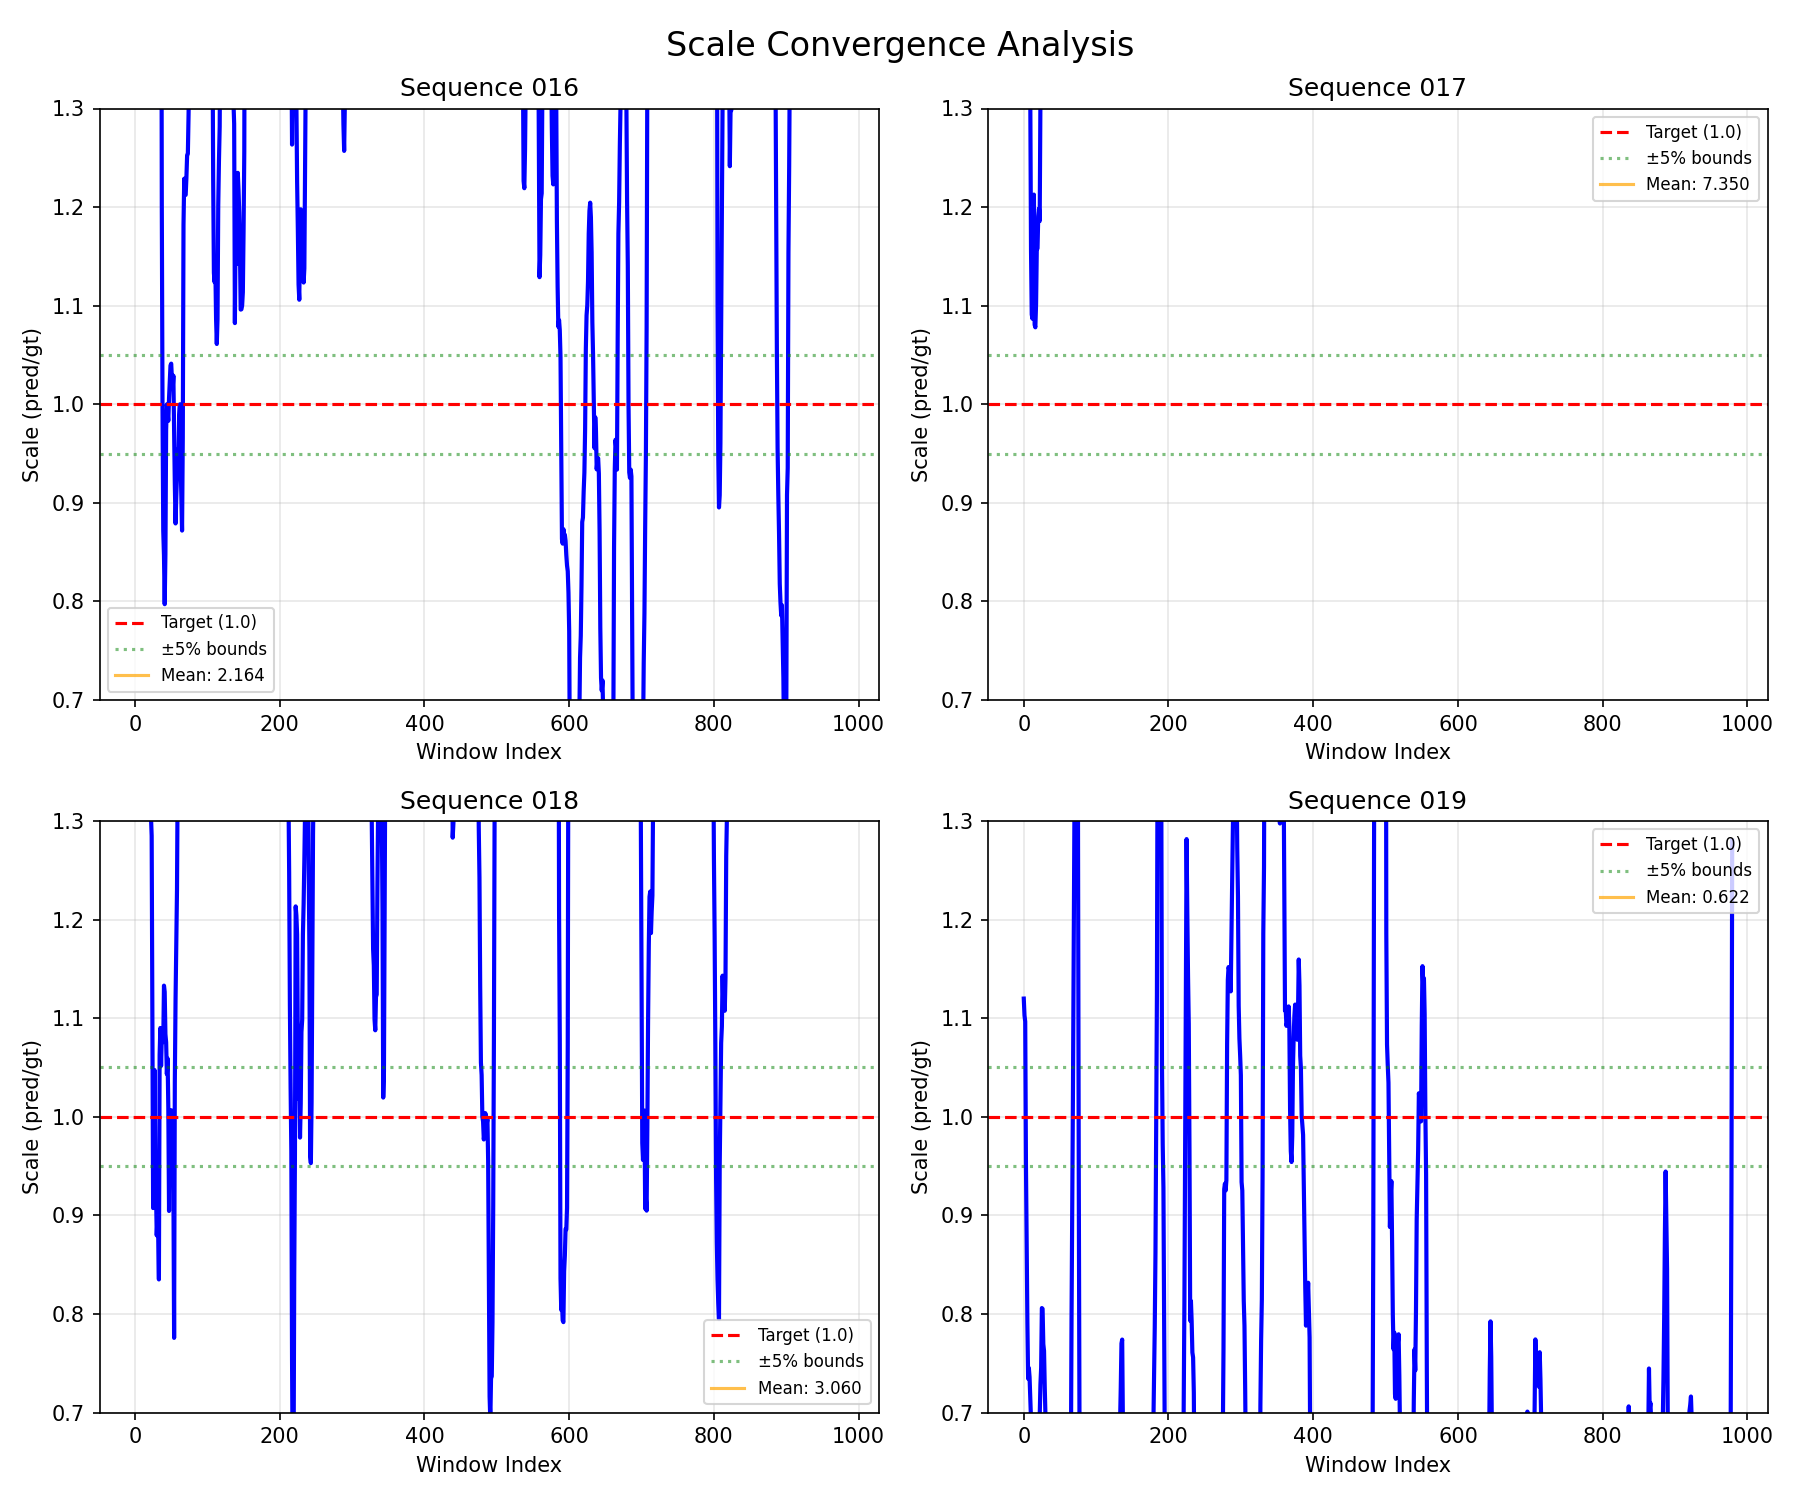 Scale Convergence Analysis
Sequence 016
Scale (pred/gt)
1.3
1.2
1.1
1.0
0.9
0.8
0.7
Target (1.0)
±5% bounds
Mean: 2.164
0 200 400 600 800 1000
Window Index
Sequence 017
Scale (pred/gt)
1.3
1.2
1.1
1.0
0.9
0.8
0.7
Target (1.0)
±5% bounds
Mean: 7.350
0 200 400 600 800 1000
Window Index
Sequence 018
Scale (pred/gt)
1.3
1.2
1.1
1.0
0.9
0.8
0.7
Target (1.0)
±5% bounds
Mean: 3.060
0 200 400 600 800 1000
Window Index
Sequence 019
Scale (pred/gt)
1.3
1.2
1.1
1.0
0.9
0.8
0.7
Target (1.0)
±5% bounds
Mean: 0.622
0 200 400 600 800 1000
Window Index